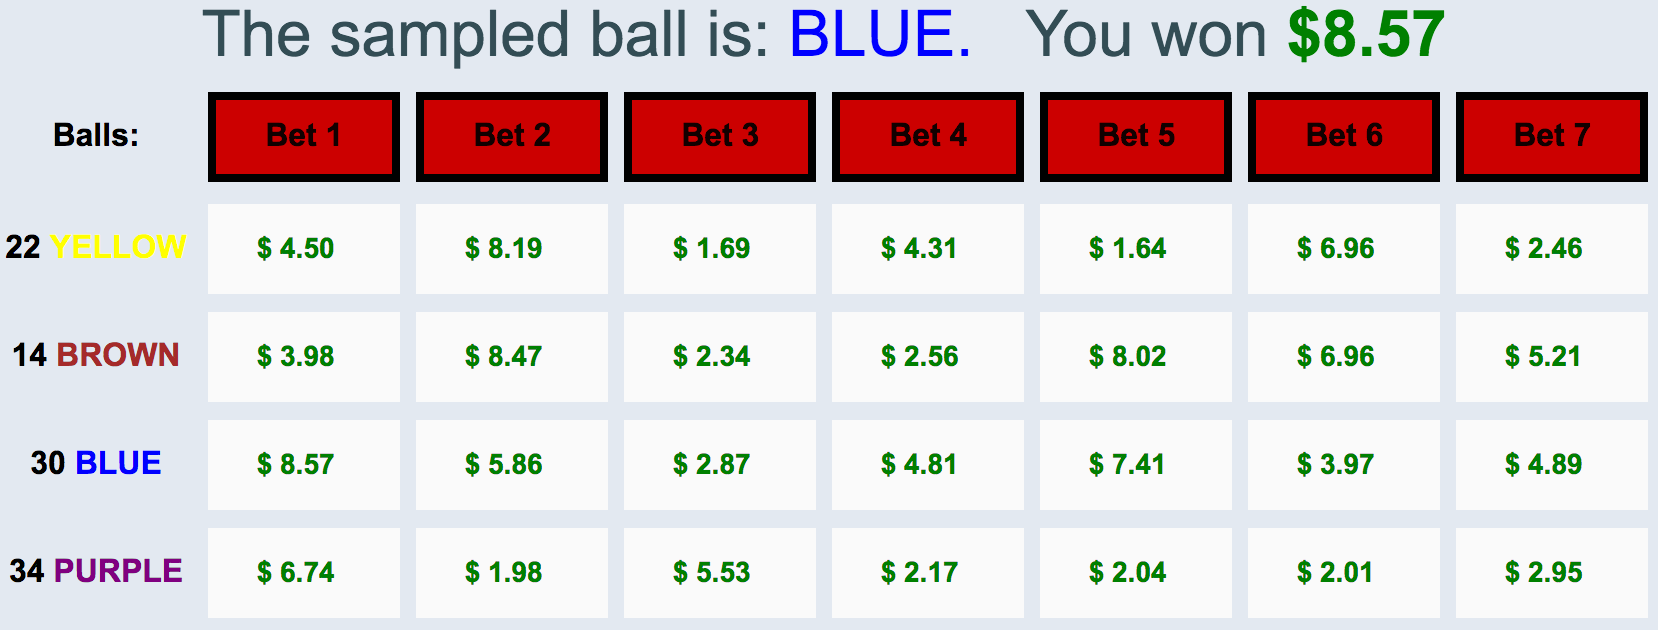 The sampled ball is: BLUE. You won $8.57
Balls: Bet 1 Bet 2 Bet 3 Bet 4 Bet 5 Bet 6 Bet 7
22 YELLOW $ 4.50 $ 8.19 $ 1.69 $ 4.31 $ 1.64 $ 6.96 $ 2.46
14 BROWN $ 3.98 $ 8.47 $ 2.34 $ 2.56 $ 8.02 $ 6.96 $ 5.21
30 BLUE $ 8.57 $ 5.86 $ 2.87 $ 4.81 $ 7.41 $ 3.97 $ 4.89
34 PURPLE $ 6.74 $ 1.98 $ 5.53 $ 2.17 $ 2.04 $ 2.01 $ 2.95